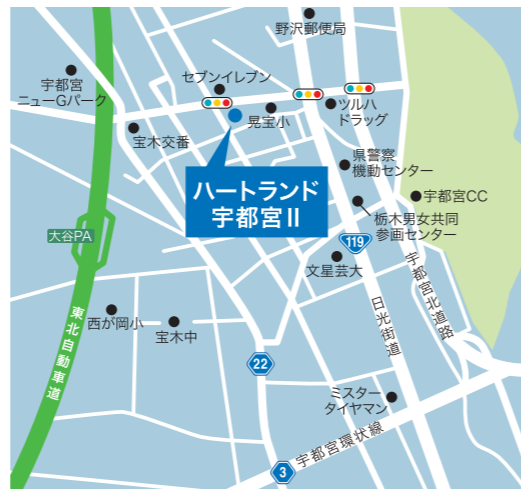 野沢郵便局
宇都宮
ニューGパーク
セブンイレブン
晃宝小
ツルハ
ドラッグ
宝木交番
県警察
機動センター
ハートランド
宇都宮Ⅱ
宇都宮CC
栃木男女共同
参画センター
大谷PA
119
文星芸大
宇都宮北道路
日光街道
西が岡小
宝木中
東北自動車道
22
ミスター
タイヤマン
宇都宮環状線
3